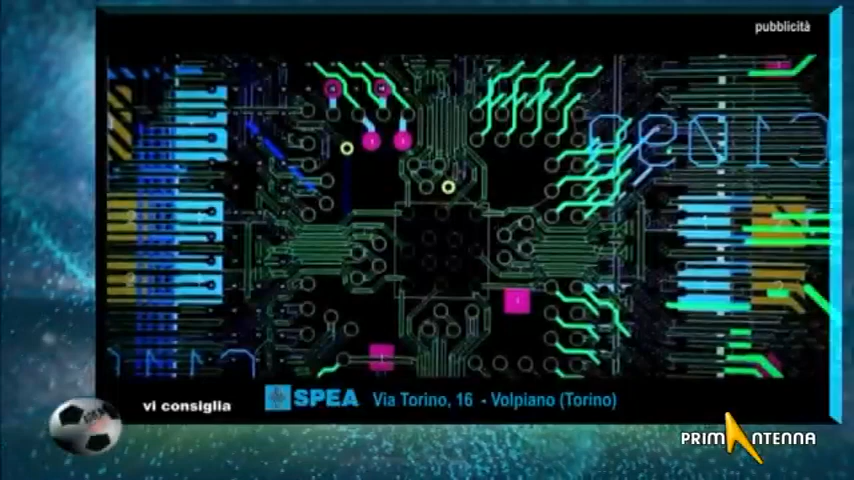 pubblicità
vi consiglia
SPEA Via Torino, 16 - Volpiano (Torino)
PRIMANTENNA